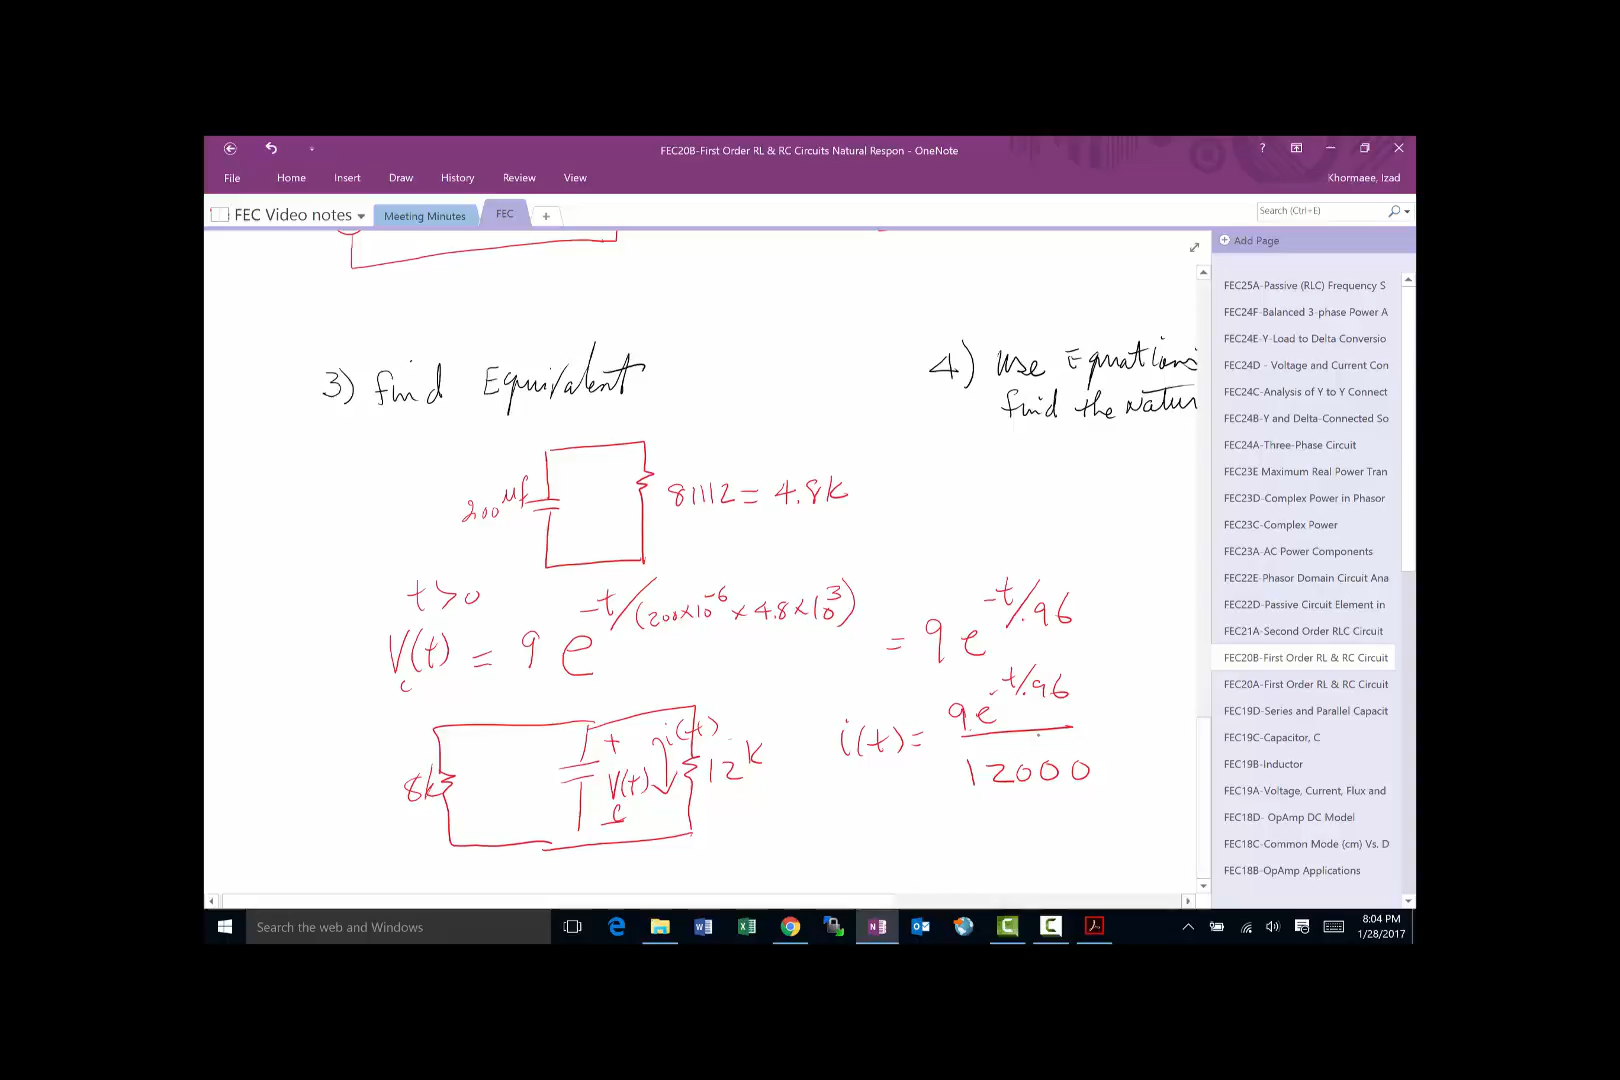 FEC20B-First Order RL & RC Circuits Natural Respon - OneNote
?
File Home Insert Draw History Review View
Khormaee, Izad
FEC Video notes
Meeting Minutes
FEC
+
Search (Ctrl+E)
Add Page
FEC25A-Passive (RLC) Frequency S
FEC24F-Balanced 3-phase Power A
FEC24E-Y-Load to Delta Conversio
FEC24D - Voltage and Current Con
FEC24C-Analysis of Y to Y Connect
FEC24B-Y and Delta-Connected So
FEC24A-Three-Phase Circuit
FEC23E Maximum Real Power Tran
FEC23D-Complex Power in Phasor
FEC23C-Complex Power
FEC23A-AC Power Components
FEC22E-Phasor Domain Circuit Ana
FEC22D-Passive Circuit Element in
FEC21A-Second Order RLC Circuit
FEC20B-First Order RL & RC Circuit
FEC20A-First Order RL & RC Circuit
FEC19D-Series and Parallel Capacit
FEC19C-Capacitor, C
FEC19B-Inductor
FEC19A-Voltage, Current, Flux and
FEC18D- OpAmp DC Model
FEC18C-Common Mode (cm) Vs. D
FEC18B-OpAmp Applications
3) find Equivalent
4) use Equations
find the Natur
200 μf
8||12 = 4.8k
t>0
Vc(t) = 9 e^-t/(200×10^-6 × 4.8×10^3) = 9 e^-t/.96
i(t) = 9 e^-t/.96 / 12000
8k
+
Vc(t)
i(t)
12k
Search the web and Windows
8:04 PM
1/28/2017